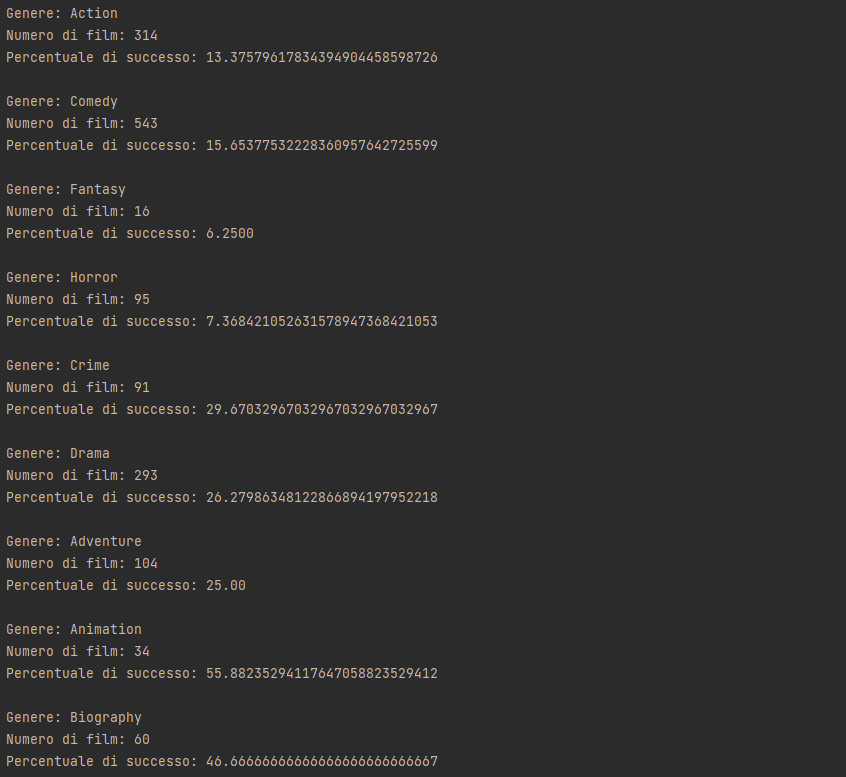 Genere: Action
Numero di film: 314
Percentuale di successo: 13.37579617834394904458598726
Genere: Comedy
Numero di film: 543
Percentuale di successo: 15.65377532228360957642725599
Genere: Fantasy
Numero di film: 16
Percentuale di successo: 6.2500
Genere: Horror
Numero di film: 95
Percentuale di successo: 7.368421052631578947368421053
Genere: Crime
Numero di film: 91
Percentuale di successo: 29.67032967032967032967032967
Genere: Drama
Numero di film: 293
Percentuale di successo: 26.27986348122866894197952218
Genere: Adventure
Numero di film: 104
Percentuale di successo: 25.00
Genere: Animation
Numero di film: 34
Percentuale di successo: 55.88235294117647058823529412
Genere: Biography
Numero di film: 60
Percentuale di successo: 46.666666666666666666666666667